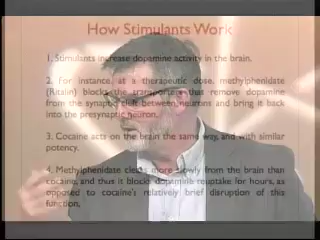 How Stimulants Work
1. Stimulants increase dopamine activity in the brain.
2. For instance, at a therapeutic dose, methylphenidate
(Ritalin) blocks the transporters that remove dopamine
from the synaptic cleft between neurons and bring it back
into the presynaptic neuron.
3. Cocaine acts on the brain the same way, and with similar
potency.
4. Methylphenidate clears more slowly from the brain than
cocaine, and thus it blocks dopamine reuptake for hours, as
opposed to cocaine's relatively brief disruption of this
function.